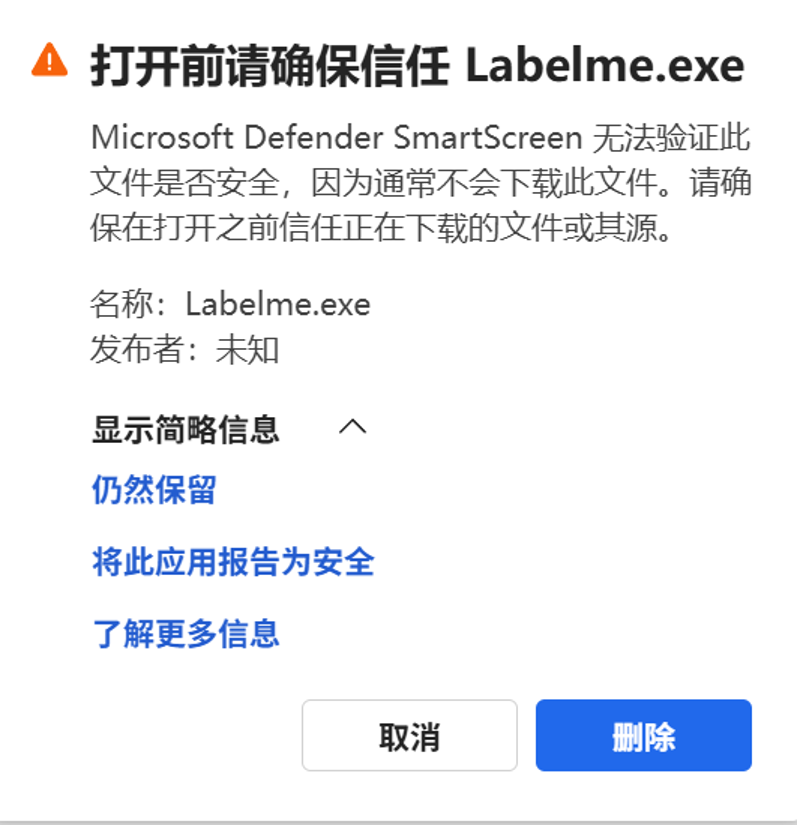 打开前请确保信任 Labelme.exe
Microsoft Defender SmartScreen 无法验证此
文件是否安全，因为通常不会下载此文件。请确
保在打开之前信任正在下载的文件或其源。
名称：Labelme.exe
发布者：未知
显示简略信息
仍然保留
将此应用报告为安全
了解更多信息
取消
删除